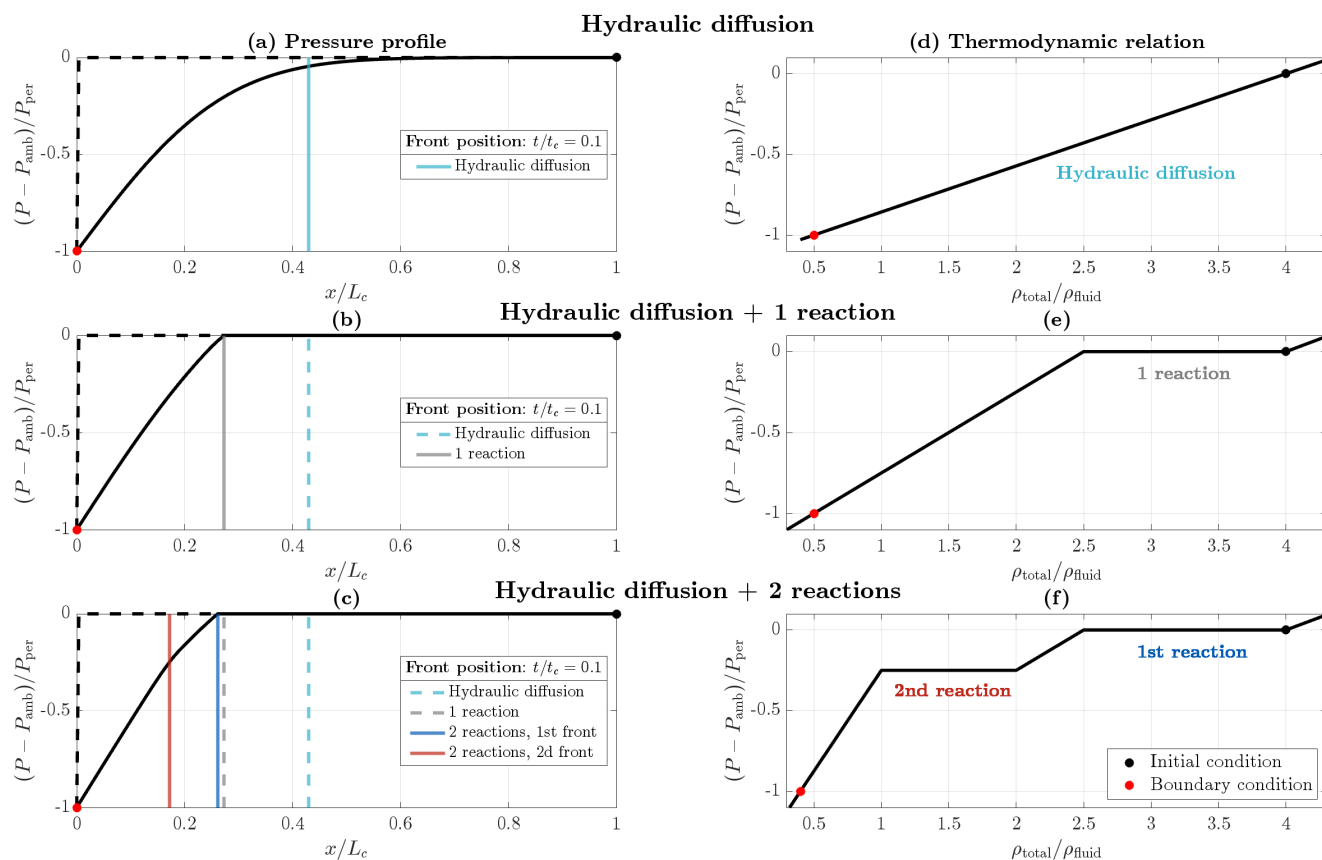 Hydraulic diffusion
(a) Pressure profile
0
-0.5
-1
(P − P_amb)/P_per
Front position: t/t_c = 0.1
Hydraulic diffusion
0
0.2
0.4
0.6
0.8
1
x/L_c
(d) Thermodynamic relation
0
-0.5
-1
(P − P_amb)/P_per
Hydraulic diffusion
0.5
1
1.5
2
2.5
3
3.5
4
ρ_total/ρ_fluid
Hydraulic diffusion + 1 reaction
(b)
0
-0.5
-1
(P − P_amb)/P_per
Front position: t/t_c = 0.1
Hydraulic diffusion
1 reaction
0
0.2
0.4
0.6
0.8
1
x/L_c
(e)
0
-0.5
-1
(P − P_amb)/P_per
1 reaction
0.5
1
1.5
2
2.5
3
3.5
4
ρ_total/ρ_fluid
Hydraulic diffusion + 2 reactions
(c)
0
-0.5
-1
(P − P_amb)/P_per
Front position: t/t_c = 0.1
Hydraulic diffusion
1 reaction
2 reactions, 1st front
2 reactions, 2d front
0
0.2
0.4
0.6
0.8
1
x/L_c
(f)
0
-0.5
-1
(P − P_amb)/P_per
1st reaction
2nd reaction
Initial condition
Boundary condition
0.5
1
1.5
2
2.5
3
3.5
4
ρ_total/ρ_fluid